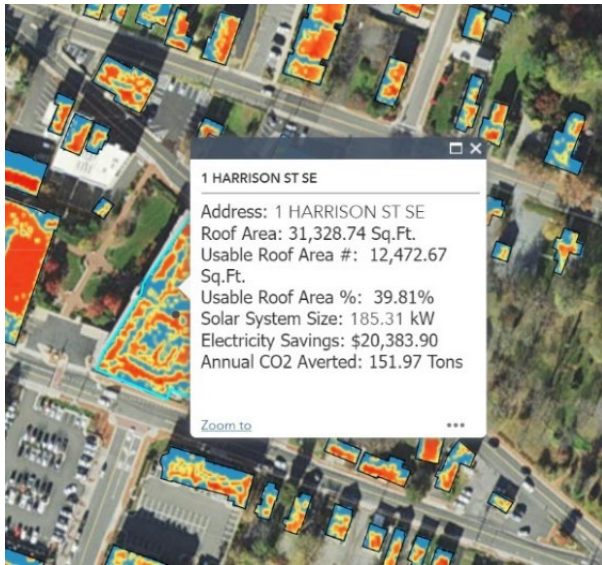 1 HARRISON ST SE
Address: 1 HARRISON ST SE
Roof Area: 31,328.74 Sq.Ft.
Usable Roof Area #: 12,472.67
Sq.Ft.
Usable Roof Area %: 39.81%
Solar System Size: 185.31 kW
Electricity Savings: $20,383.90
Annual CO2 Averted: 151.97 Tons
Zoom to